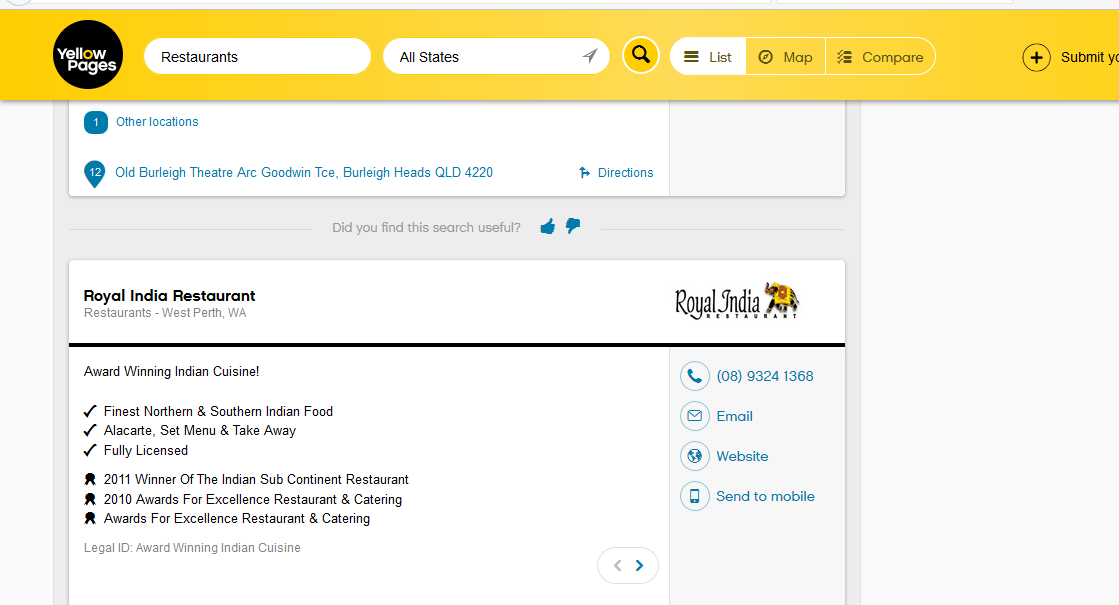 Yellow
Pages
Restaurants
All States
List
Map
Compare
Submit yo
1
Other locations
12
Old Burleigh Theatre Arc Goodwin Tce, Burleigh Heads QLD 4220
Directions
Did you find this search useful?
Royal India Restaurant
Restaurants - West Perth, WA
Royal India
RESTAURANT
Award Winning Indian Cuisine!
(08) 9324 1368
Finest Northern & Southern Indian Food
Email
Alacarte, Set Menu & Take Away
Fully Licensed
Website
2011 Winner Of The Indian Sub Continent Restaurant
2010 Awards For Excellence Restaurant & Catering
Send to mobile
Awards For Excellence Restaurant & Catering
Legal ID: Award Winning Indian Cuisine